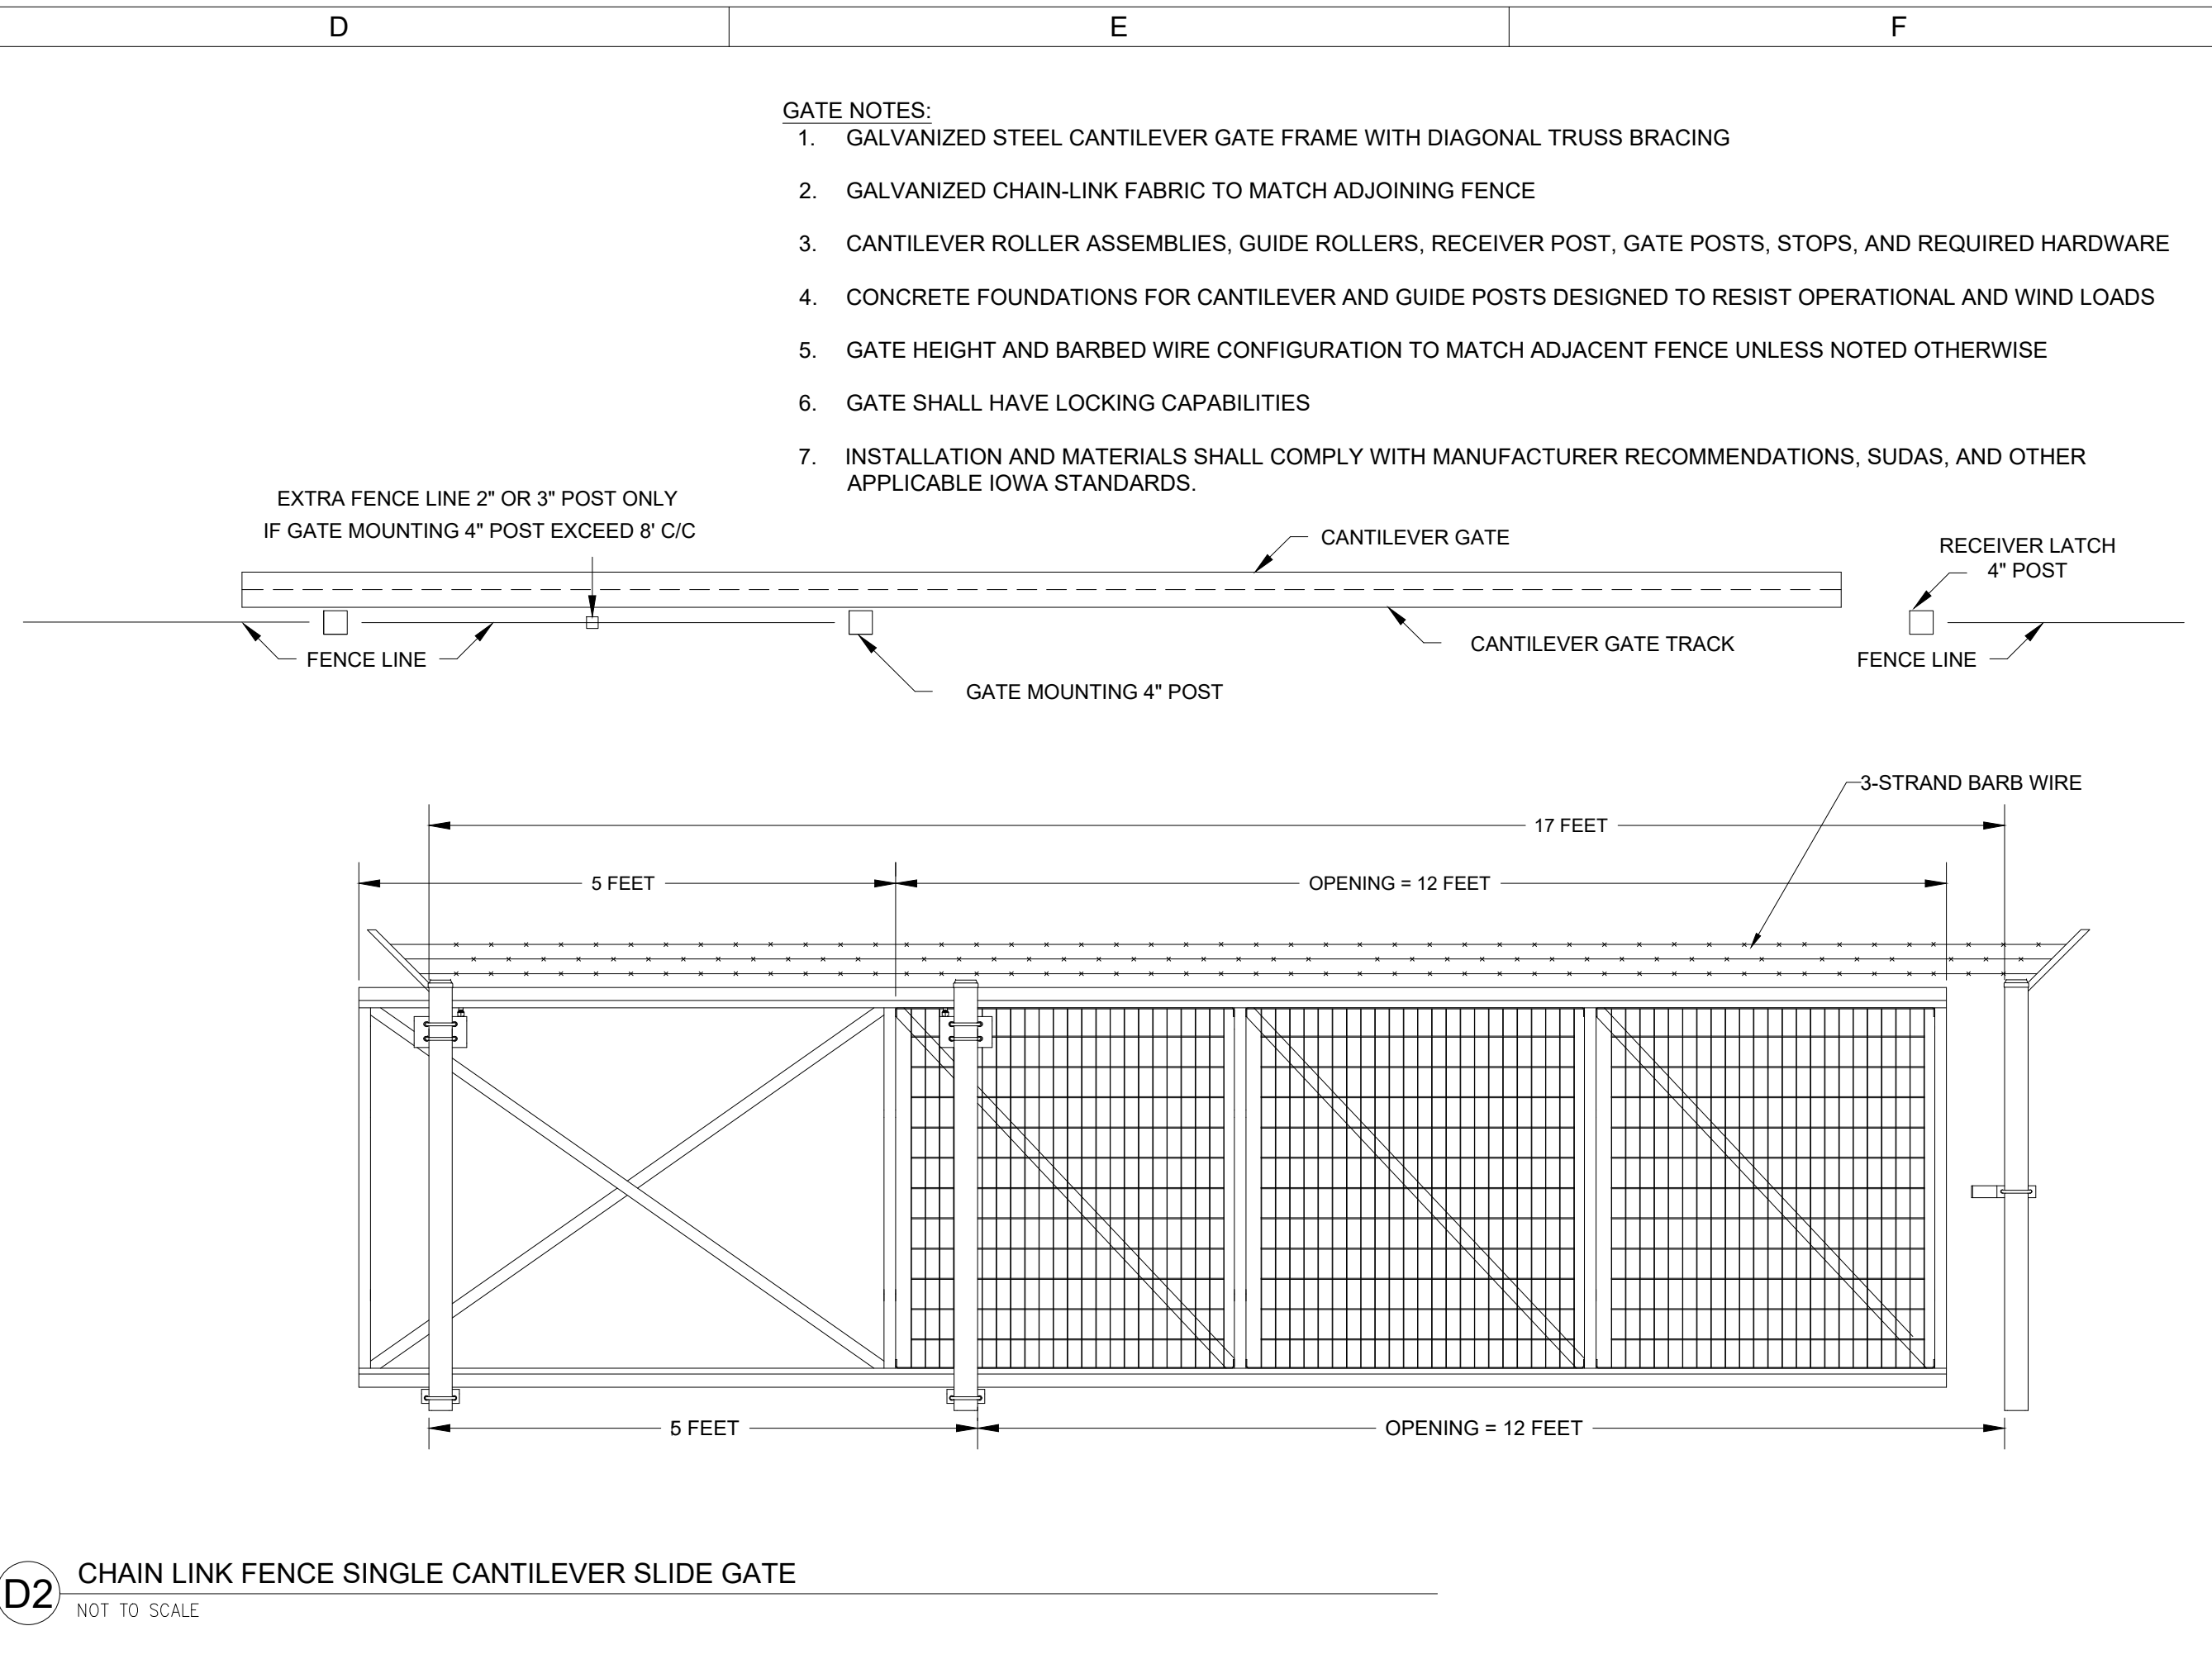 D
E
F
GATE NOTES:
1. GALVANIZED STEEL CANTILEVER GATE FRAME WITH DIAGONAL TRUSS BRACING
2. GALVANIZED CHAIN-LINK FABRIC TO MATCH ADJOINING FENCE
3. CANTILEVER ROLLER ASSEMBLIES, GUIDE ROLLERS, RECEIVER POST, GATE POSTS, STOPS, AND REQUIRED HARDWARE
4. CONCRETE FOUNDATIONS FOR CANTILEVER AND GUIDE POSTS DESIGNED TO RESIST OPERATIONAL AND WIND LOADS
5. GATE HEIGHT AND BARBED WIRE CONFIGURATION TO MATCH ADJACENT FENCE UNLESS NOTED OTHERWISE
6. GATE SHALL HAVE LOCKING CAPABILITIES
7. INSTALLATION AND MATERIALS SHALL COMPLY WITH MANUFACTURER RECOMMENDATIONS, SUDAS, AND OTHER
APPLICABLE IOWA STANDARDS.
EXTRA FENCE LINE 2" OR 3" POST ONLY
IF GATE MOUNTING 4" POST EXCEED 8' C/C
CANTILEVER GATE
RECEIVER LATCH
4" POST
FENCE LINE
CANTILEVER GATE TRACK
FENCE LINE
GATE MOUNTING 4" POST
3-STRAND BARB WIRE
17 FEET
5 FEET
OPENING = 12 FEET
5 FEET
OPENING = 12 FEET
D2
CHAIN LINK FENCE SINGLE CANTILEVER SLIDE GATE
NOT TO SCALE